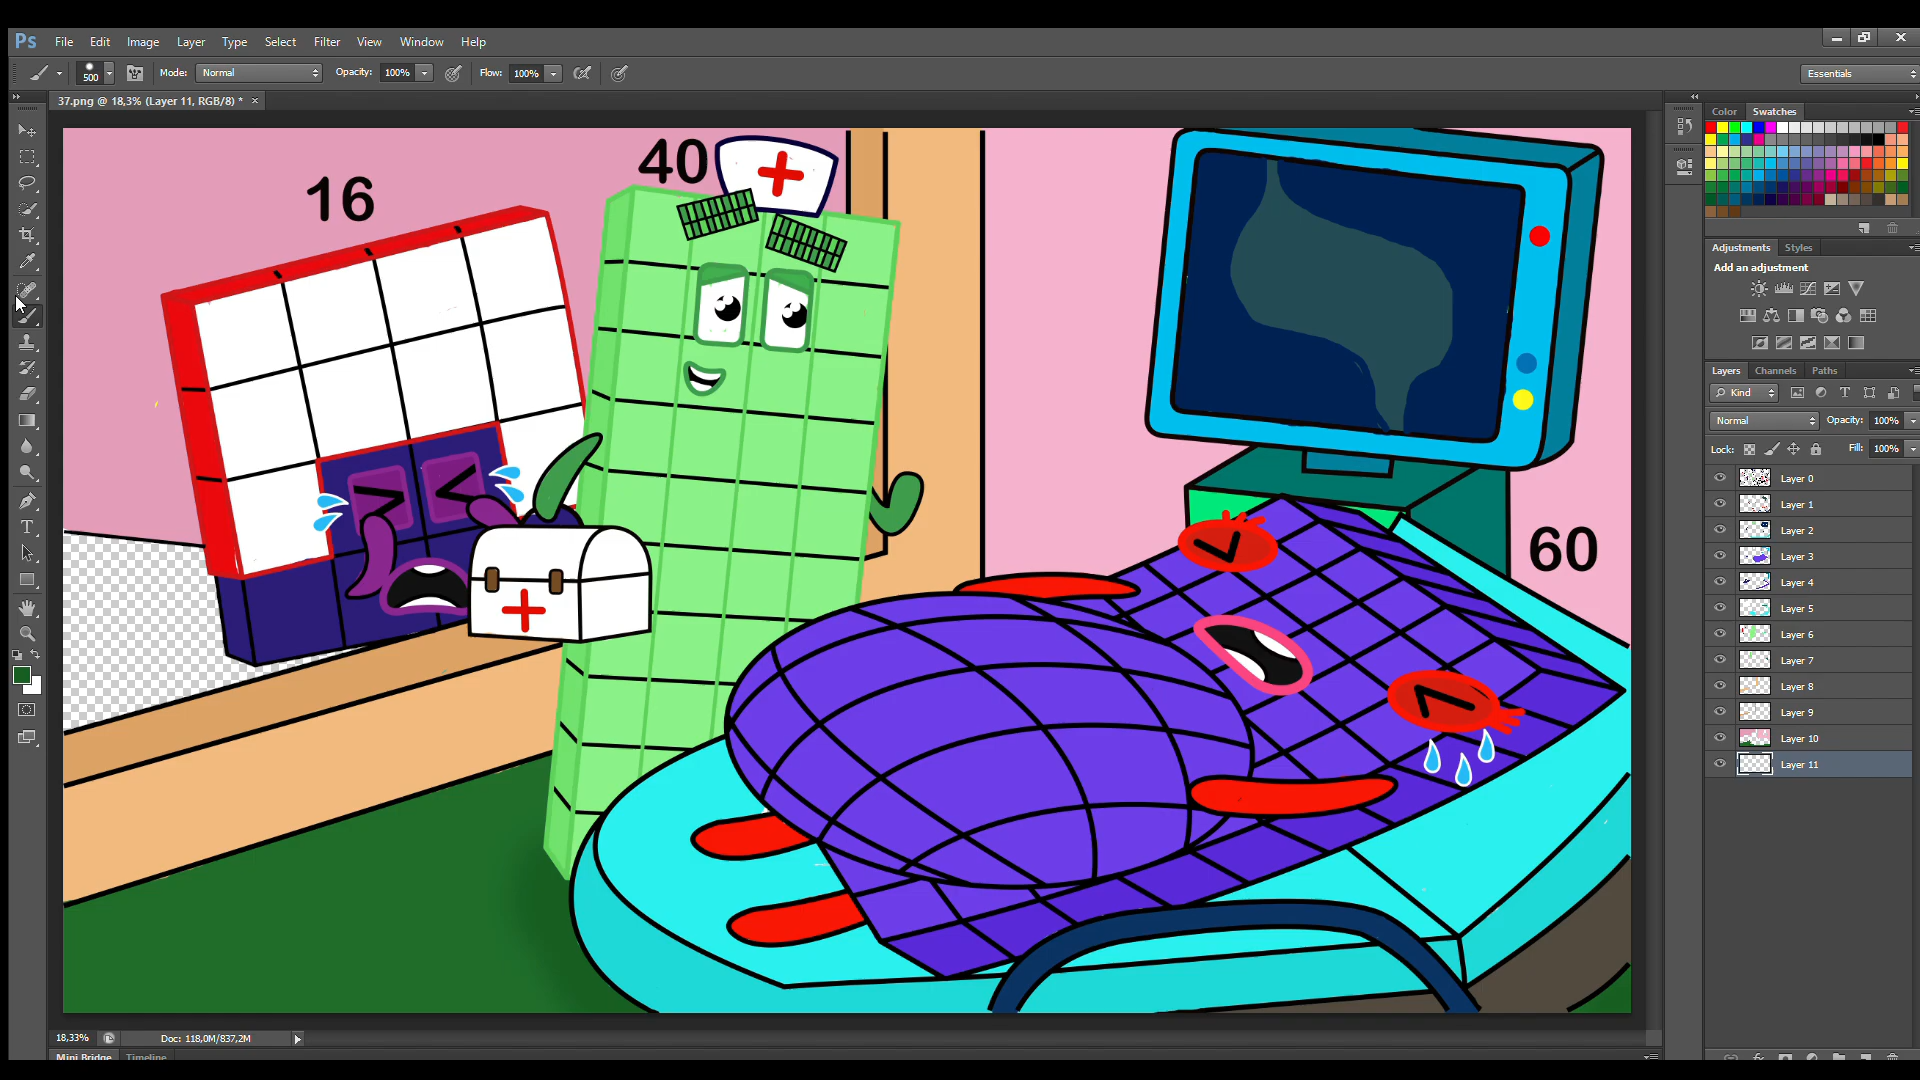 Ps File Edit Image Layer Type Select Filter View Window Help
500 Mode: Normal Opacity: 100% Flow: 100% Essentials
37.png @ 18,3% (Layer 11, RGB/8) * ×
Color Swatches
16
40
60
Adjustments Styles
Add an adjustment
Layers Channels Paths
Kind
Normal Opacity: 100%
Lock: Fill: 100%
Layer 0
Layer 1
Layer 2
Layer 3
Layer 4
Layer 5
Layer 6
Layer 7
Layer 8
Layer 9
Layer 10
Layer 11
18,33% Doc: 118,0M/837,2M
Mini Bridge Timeline